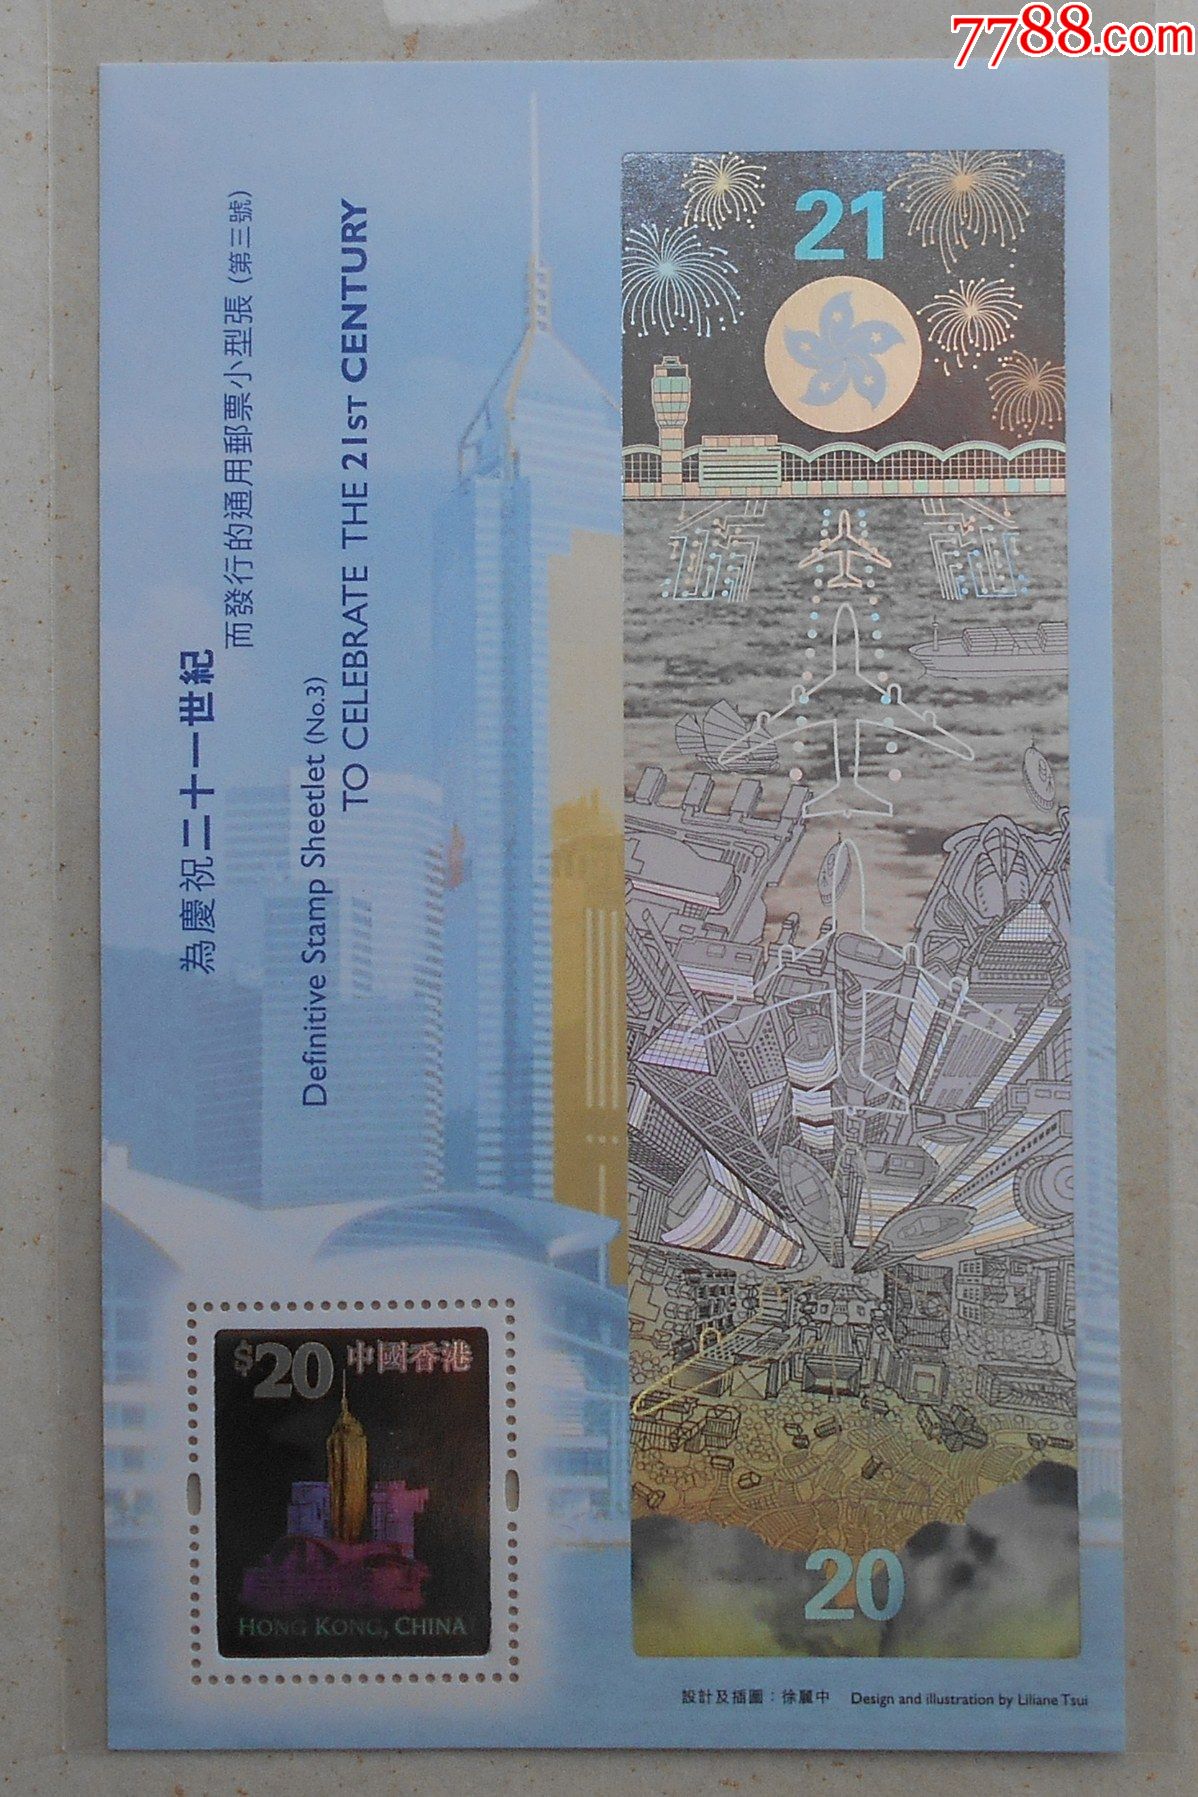 7788.com
為慶祝二十一世紀
而發行的通用郵票小型張 (第三號)
Definitive Stamp Sheetlet (No.3)
TO CELEBRATE THE 21ST CENTURY
21
20
$20 中國香港
HONG KONG, CHINA
設計及插圖：徐麗中 Design and illustration by Liliane Tsui